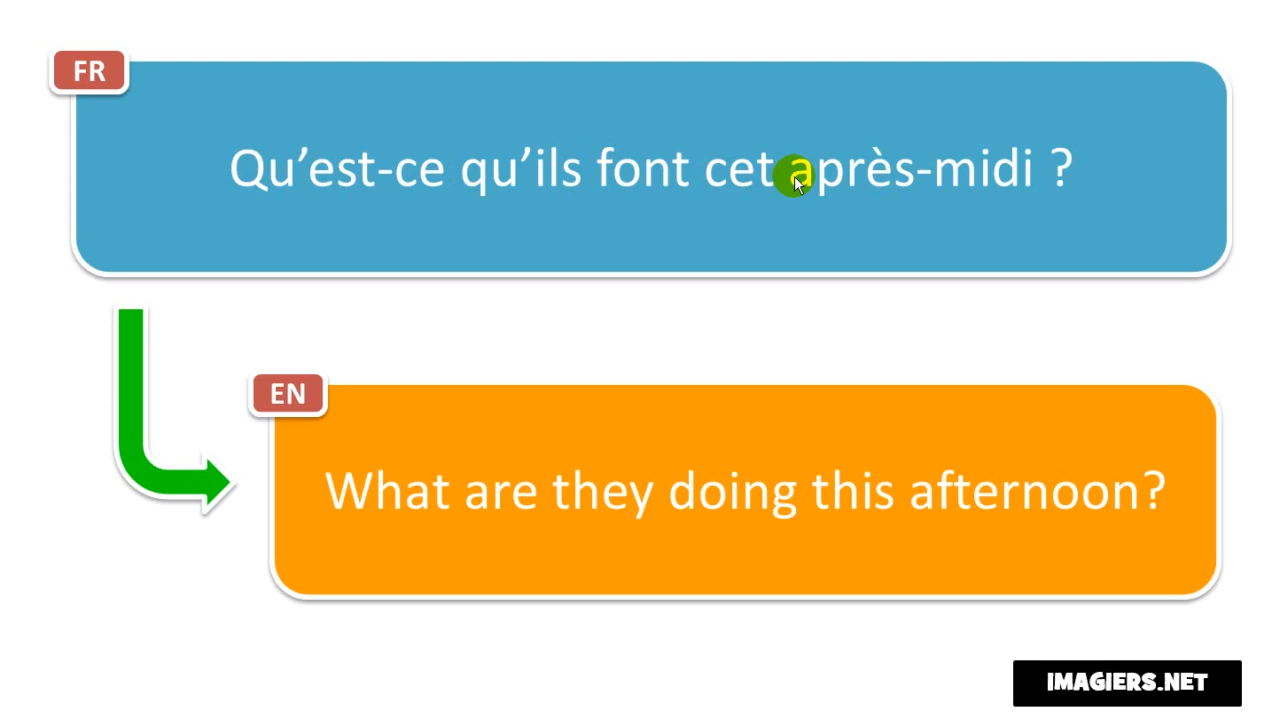 FR
Qu’est-ce qu’ils font cet après-midi ?
EN
What are they doing this afternoon?
IMAGIERS.NET